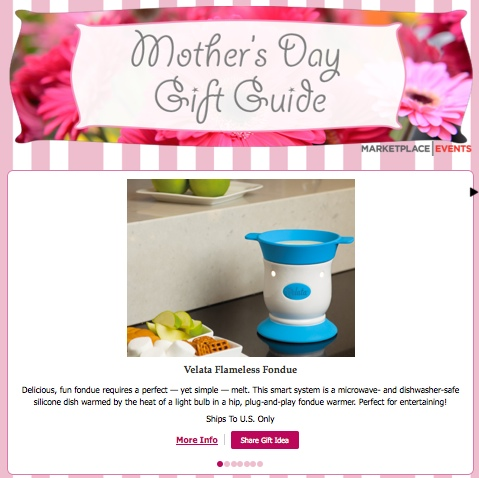 Mother's Day
Gift Guide
MARKETPLACE | EVENTS
Velata Flameless Fondue
Delicious, fun fondue requires a perfect — yet simple — melt. This smart system is a microwave- and dishwasher-safe
silicone dish warmed by the heat of a light bulb in a hip, plug-and-play fondue warmer. Perfect for entertaining!
Ships To U.S. Only
More Info | Share Gift Idea